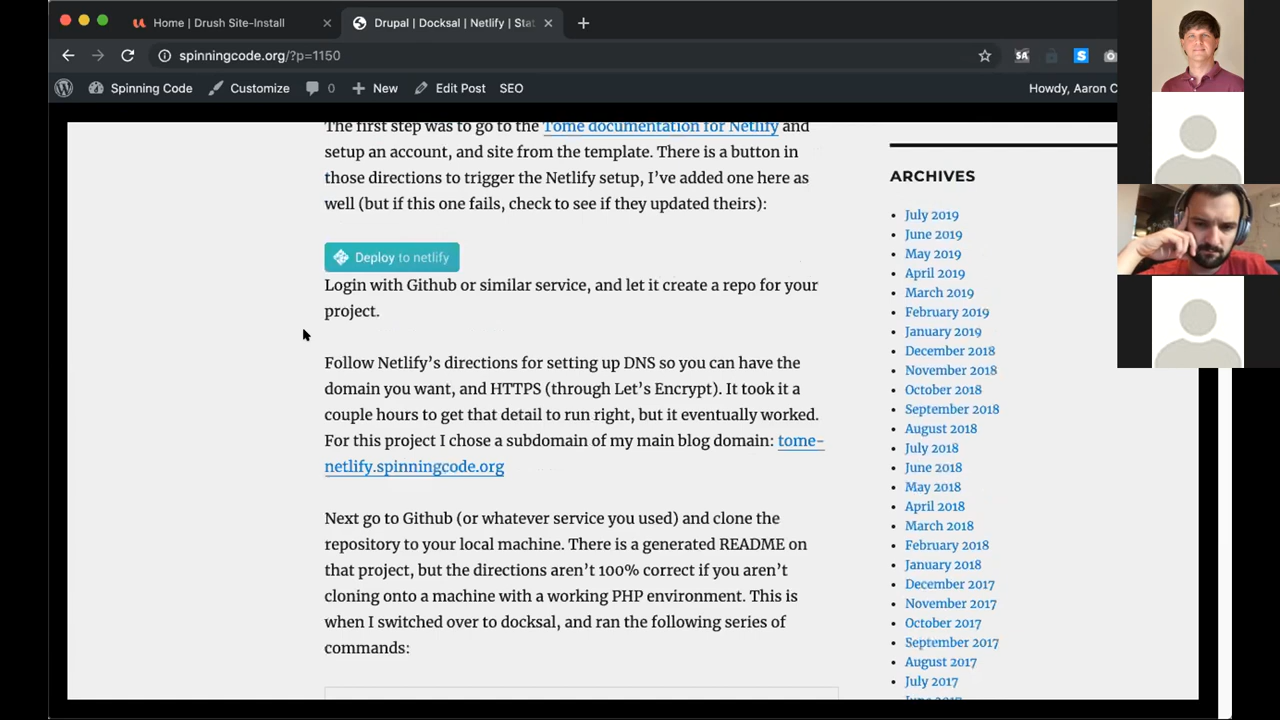 Home | Drush Site-Install
Drupal | Docksal | Netlify | Sta
spinningcode.org/?p=1150
SA
S
Spinning Code
Customize
0
New
Edit Post
SEO
Howdy, Aaron C
The first step was to go to the Tome documentation for Netlify and
setup an account, and site from the template. There is a button in
those directions to trigger the Netlify setup, I’ve added one here as
well (but if this one fails, check to see if they updated theirs):
Deploy to netlify
Login with Github or similar service, and let it create a repo for your
project.
Follow Netlify’s directions for setting up DNS so you can have the
domain you want, and HTTPS (through Let’s Encrypt). It took it a
couple hours to get that detail to run right, but it eventually worked.
For this project I chose a subdomain of my main blog domain: tome-
netlify.spinningcode.org
Next go to Github (or whatever service you used) and clone the
repository to your local machine. There is a generated README on
that project, but the directions aren’t 100% correct if you aren’t
cloning onto a machine with a working PHP environment. This is
when I switched over to docksal, and ran the following series of
commands:
ARCHIVES
July 2019
June 2019
May 2019
April 2019
March 2019
February 2019
January 2019
December 2018
November 2018
October 2018
September 2018
August 2018
July 2018
June 2018
May 2018
April 2018
March 2018
February 2018
January 2018
December 2017
November 2017
October 2017
September 2017
August 2017
July 2017
June 2017